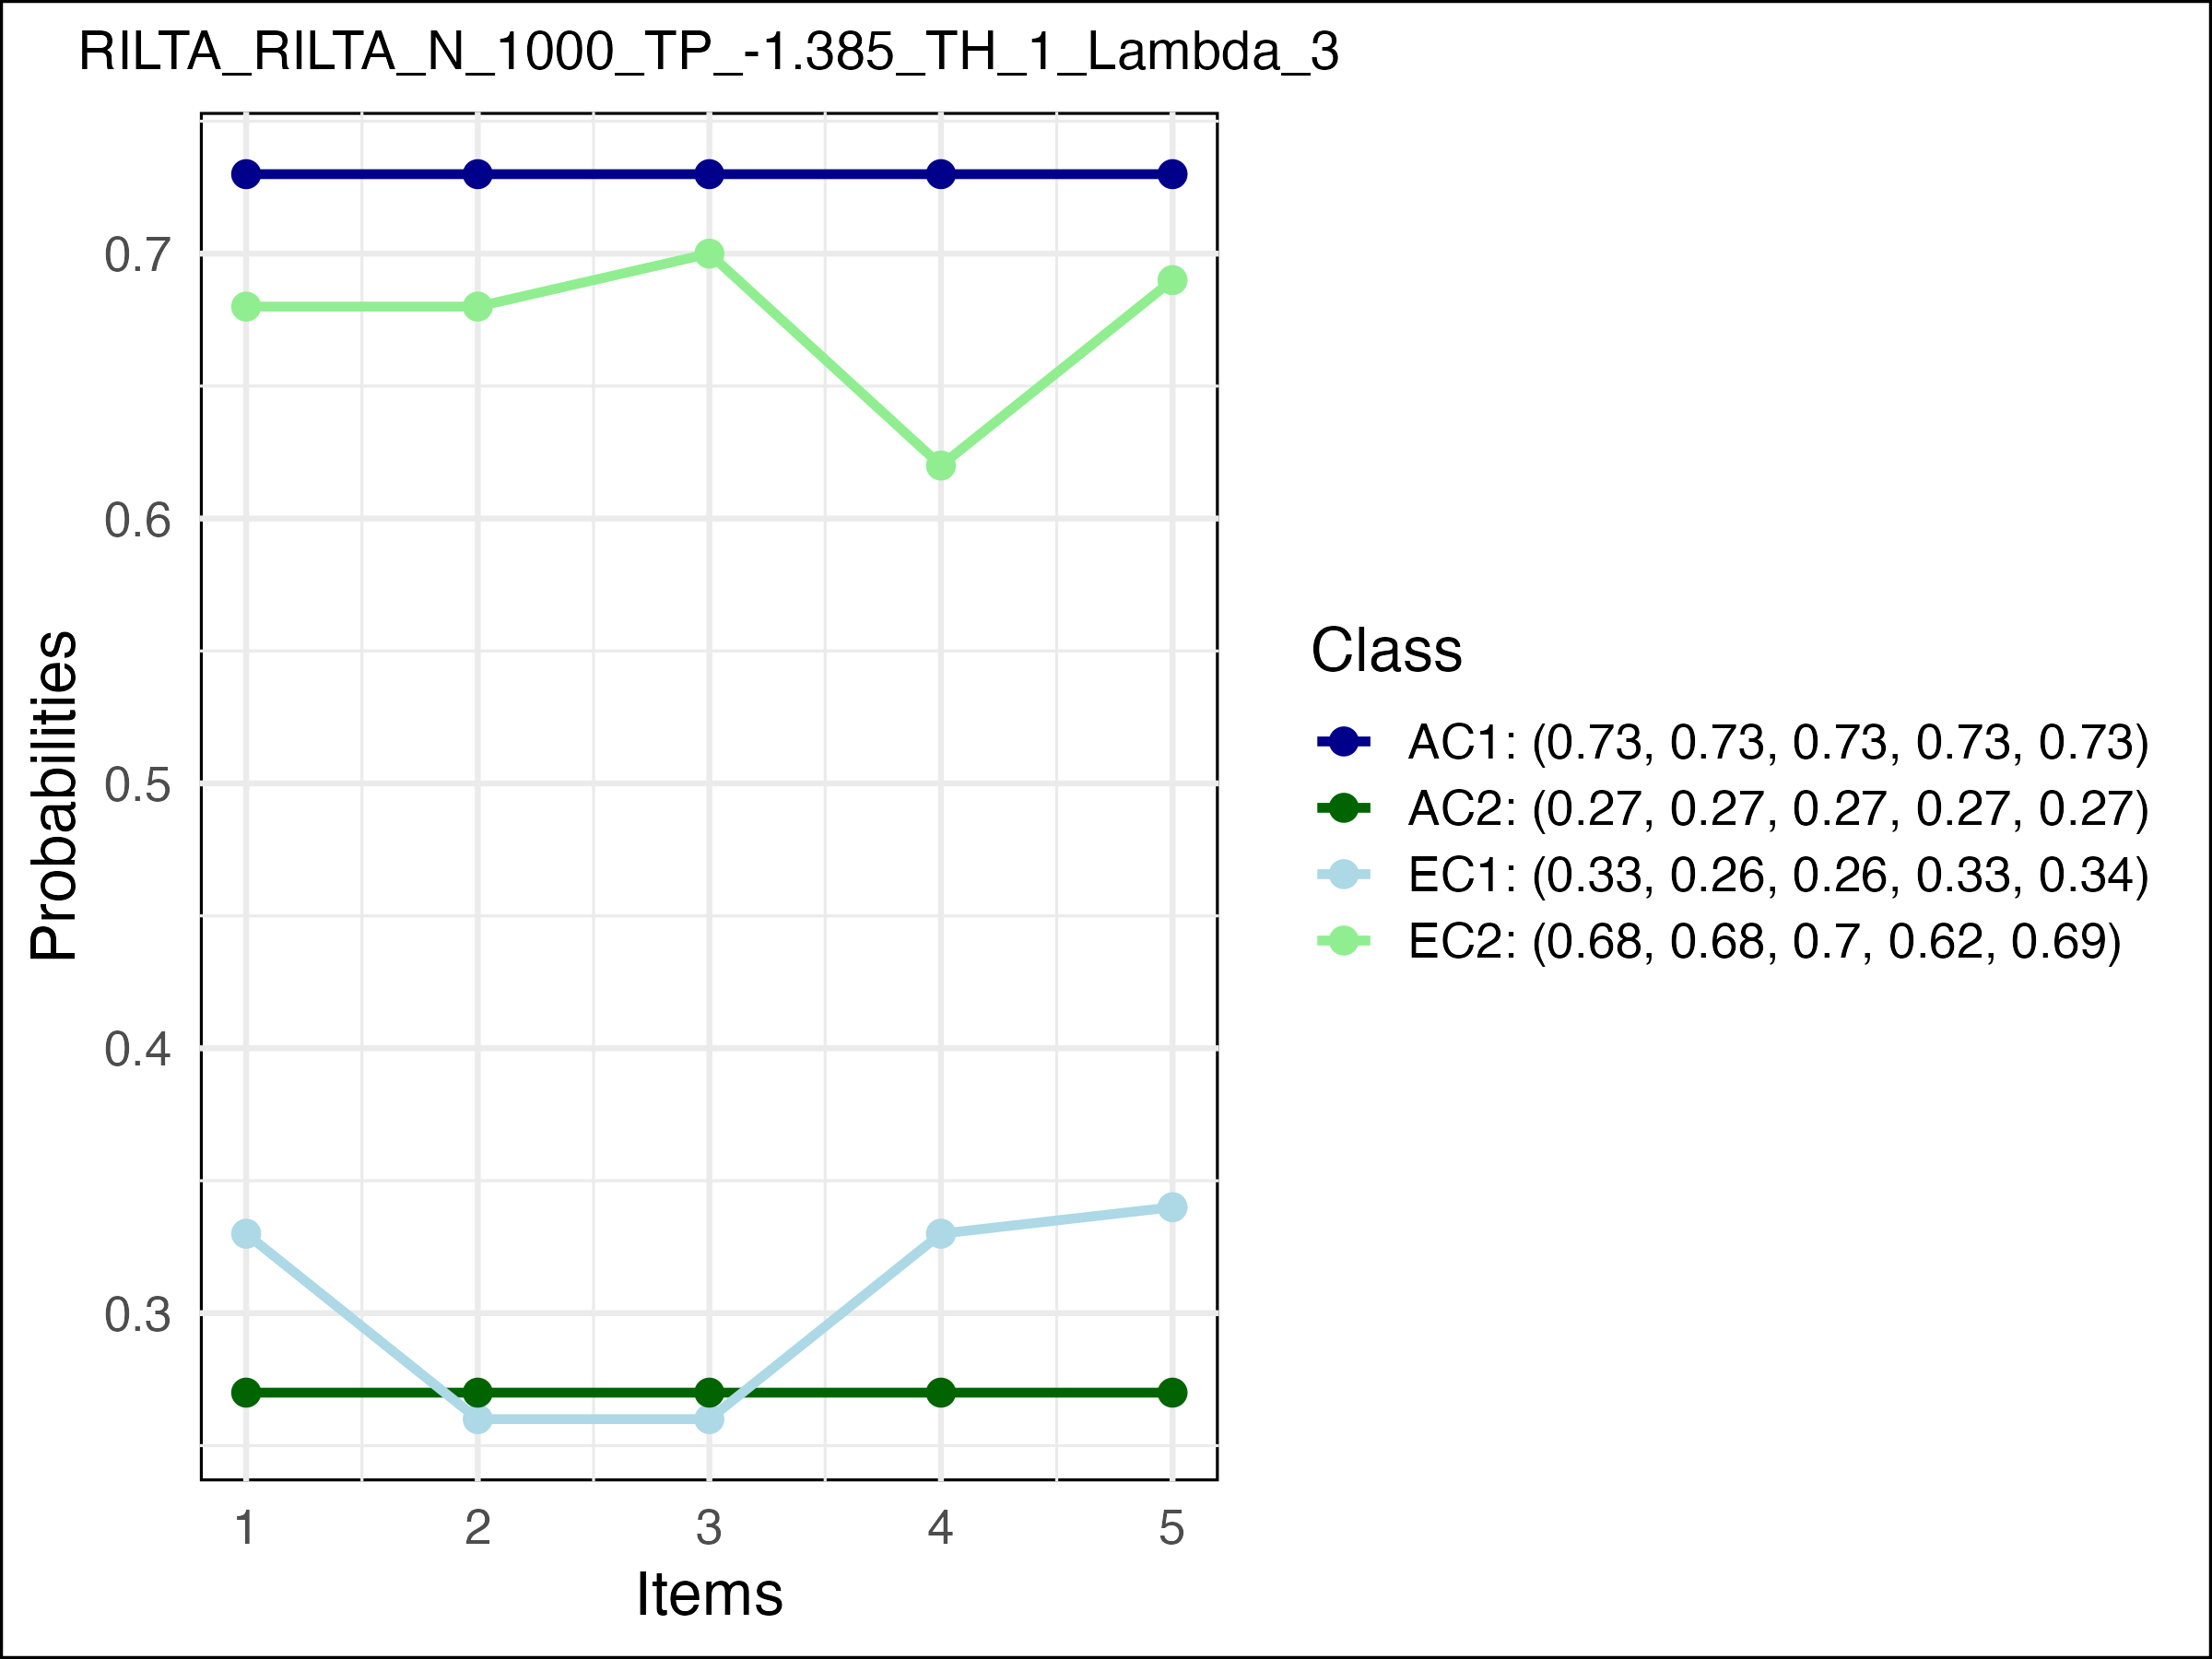 RILTA_RILTA_N_1000_TP_-1.385_TH_1_Lambda_3
Probabilities
0.7
0.6
0.5
0.4
0.3
1 2 3 4 5
Items
Class
AC1: (0.73, 0.73, 0.73, 0.73, 0.73)
AC2: (0.27, 0.27, 0.27, 0.27, 0.27)
EC1: (0.33, 0.26, 0.26, 0.33, 0.34)
EC2: (0.68, 0.68, 0.7, 0.62, 0.69)